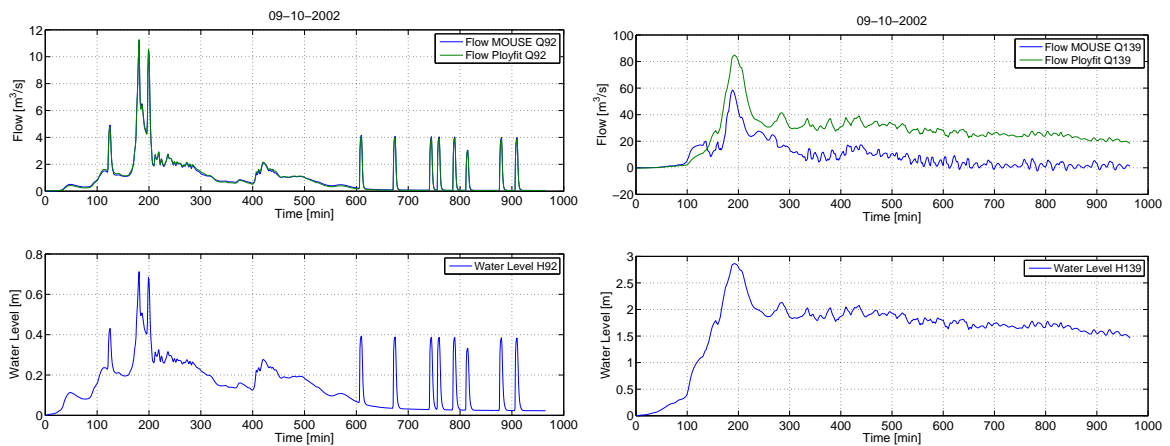 09−10−2002
12
10
8
6
4
2
0
Flow [m³/s]
0 100 200 300 400 500 600 700 800 900 1000
Time [min]
Flow MOUSE Q92
Flow Ployfit Q92
09−10−2002
100
80
60
40
20
0
−20
Flow [m³/s]
0 100 200 300 400 500 600 700 800 900 1000
Time [min]
Flow MOUSE Q139
Flow Ployfit Q139
0.8
0.6
0.4
0.2
0
Water Level [m]
0 100 200 300 400 500 600 700 800 900 1000
Time [min]
Water Level H92
3
2.5
2
1.5
1
0.5
0
Water Level [m]
0 100 200 300 400 500 600 700 800 900 1000
Time [min]
Water Level H139